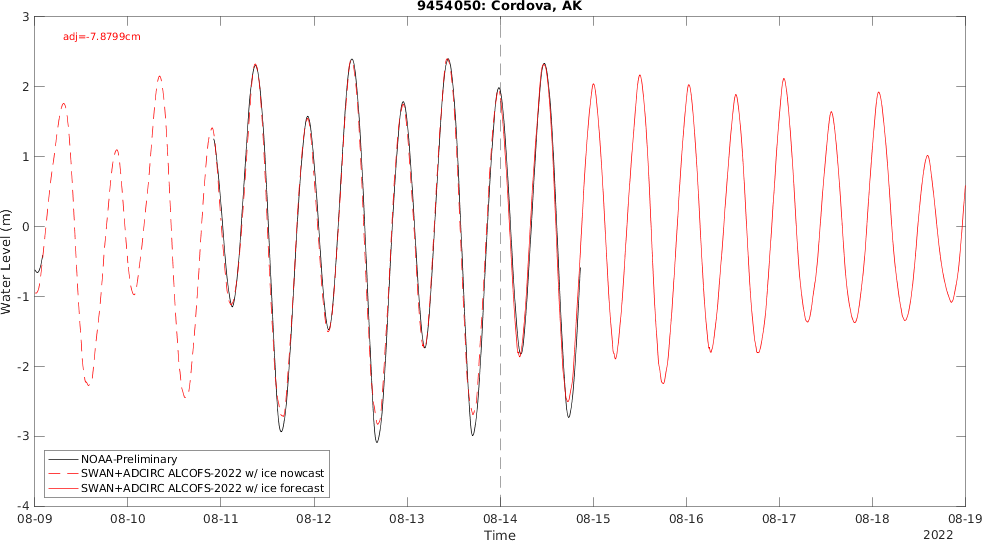 9454050: Cordova, AK
adj=-7.8799cm
3
2
1
0
-1
-2
-3
-4
Water Level (m)
NOAA-Preliminary
SWAN+ADCIRC ALCOFS-2022 w/ ice nowcast
SWAN+ADCIRC ALCOFS-2022 w/ ice forecast
08-09 08-10 08-11 08-12 08-13 08-14 08-15 08-16 08-17 08-18 08-19
Time
2022